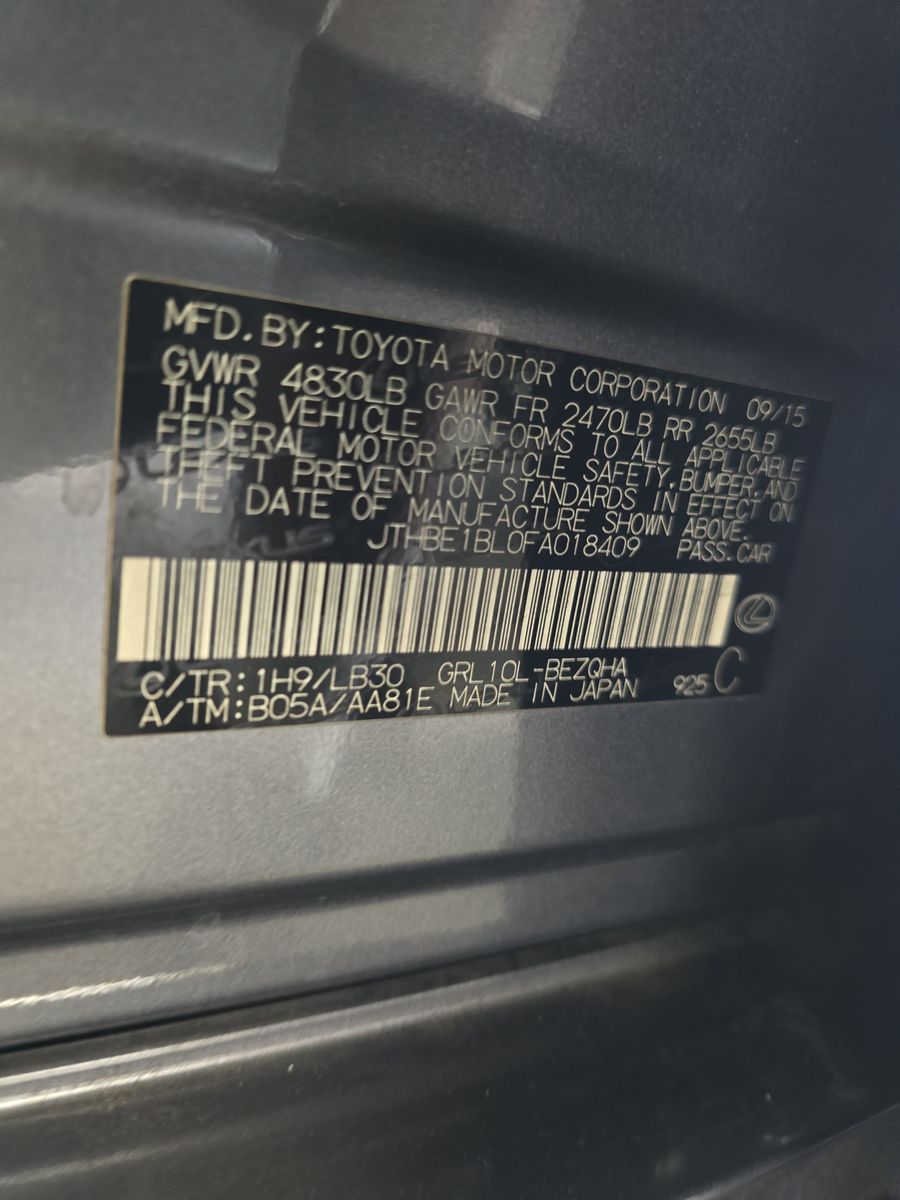 MFD. BY: TOYOTA MOTOR CORPORATION 09/15
GVWR 4830LB GAWR FR 2470LB RR 2655LB
THIS VEHICLE CONFORMS TO ALL APPLICABLE
FEDERAL MOTOR VEHICLE SAFETY, BUMPER, AND
THEFT PREVENTION STANDARDS IN EFFECT ON
THE DATE OF MANUFACTURE SHOWN ABOVE.
JTHBE1BL0FA018409 PASS. CAR
C/TR: 1H9/LB30 GRL10L-BEZQHA
A/TM: B05A/AA81E MADE IN JAPAN 925 C